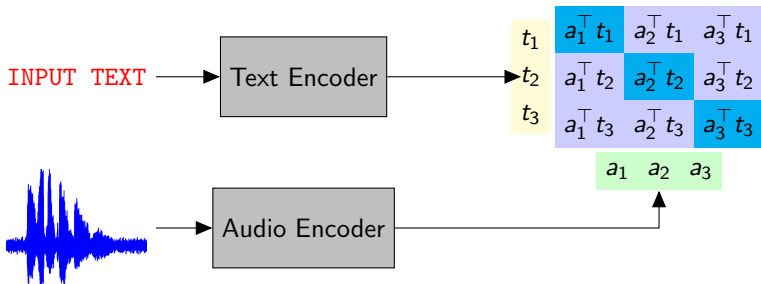 INPUT TEXT
Text Encoder
t₁
t₂
t₃
a₁⊤t₁ a₂⊤t₁ a₃⊤t₁
a₁⊤t₂ a₂⊤t₂ a₃⊤t₂
a₁⊤t₃ a₂⊤t₃ a₃⊤t₃
a₁ a₂ a₃
Audio Encoder